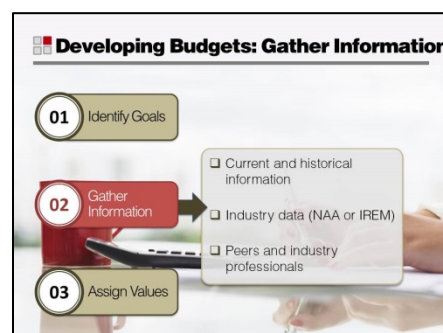 Developing Budgets: Gather Information
01 Identify Goals
02 Gather
Information
❑ Current and historical
information
❑ Industry data (NAA or IREM)
❑ Peers and industry
professionals
03 Assign Values